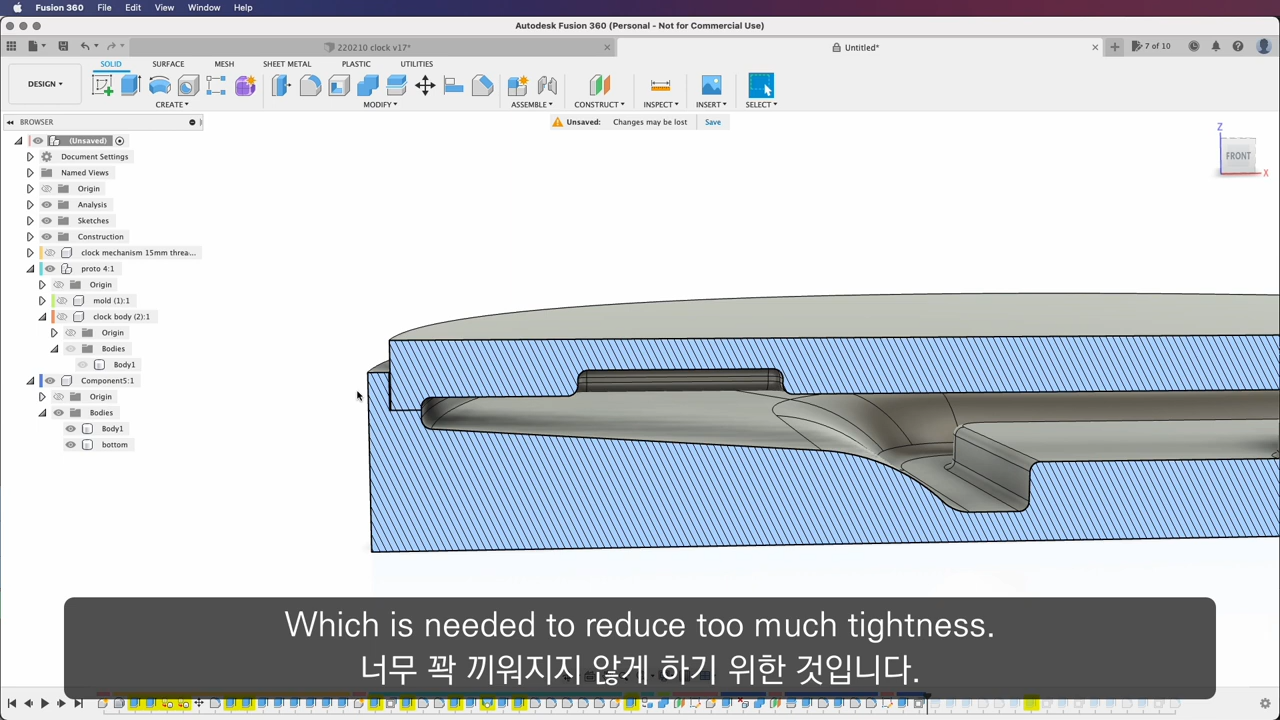 Fusion 360 File Edit View Window Help
Autodesk Fusion 360 (Personal - Not for Commercial Use)
220210 clock v17*
Untitled*
7 of 10
SOLID SURFACE MESH SHEET METAL PLASTIC UTILITIES
DESIGN
CREATE MODIFY ASSEMBLE CONSTRUCT INSPECT INSERT SELECT
BROWSER
Unsaved: Changes may be lost Save
(Unsaved)
Document Settings
Named Views
Origin
Analysis
Sketches
Construction
clock mechanism 15mm threa...
proto 4:1
Origin
mold (1):1
clock body (2):1
Origin
Bodies
Body1
Component5:1
Origin
Bodies
Body1
bottom
Z
FRONT
X
Which is needed to reduce too much tightness.
너무 꽉 끼워지지 않게 하기 위한 것입니다.